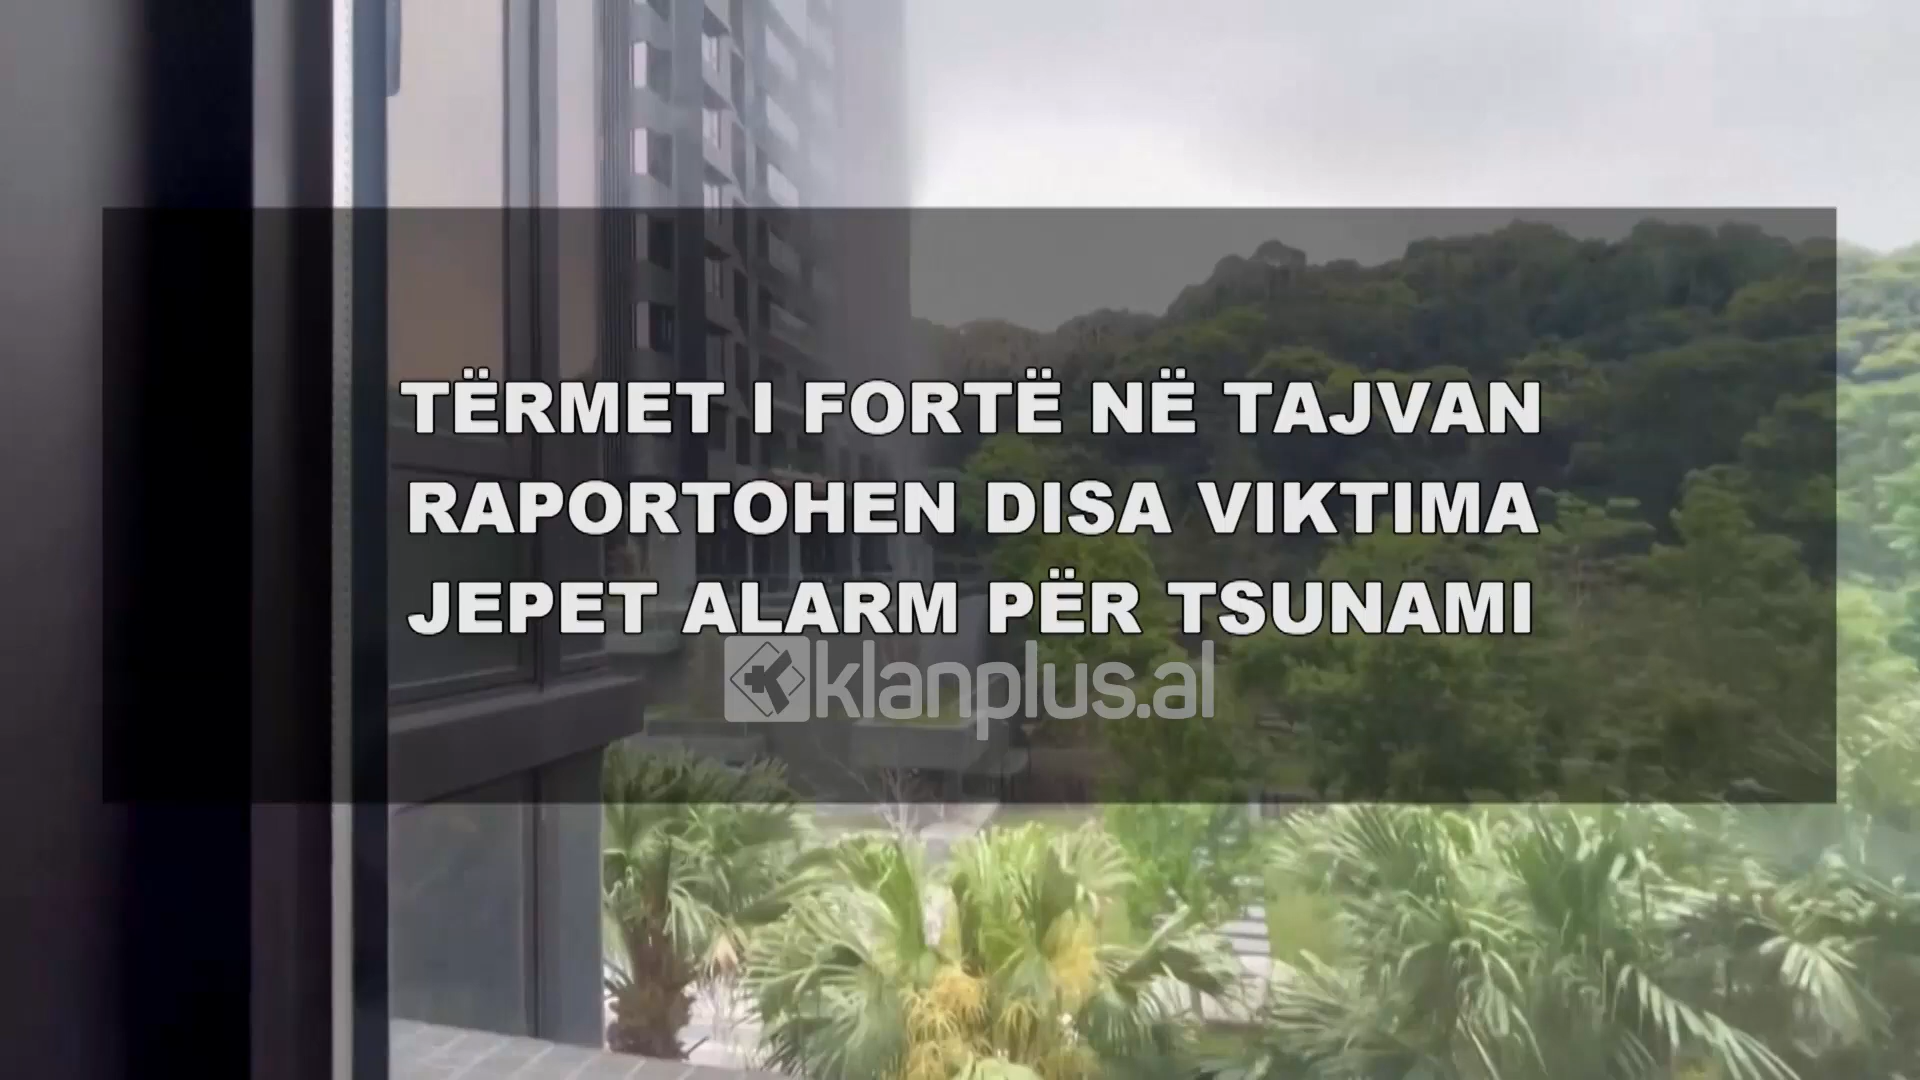 TËRMET I FORTË NË TAJVAN
RAPORTOHEN DISA VIKTIMA
JEPET ALARM PËR TSUNAMI
klanplus.al